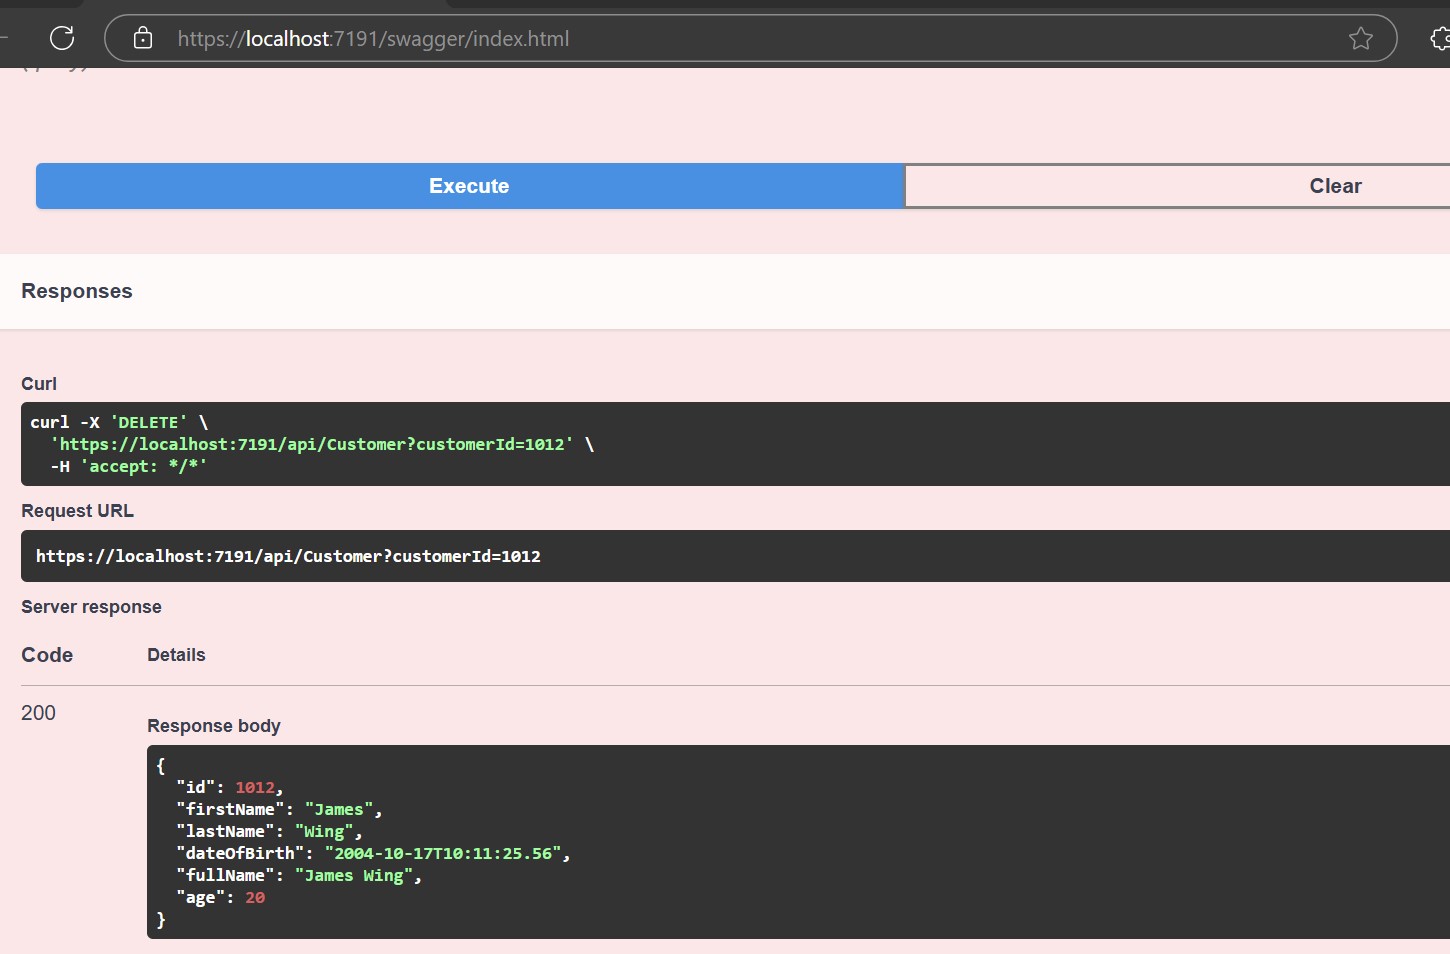 https://localhost:7191/swagger/index.html
Execute
Clear
Responses
Curl
curl -X 'DELETE' \
'https://localhost:7191/api/Customer?customerId=1012' \
-H 'accept: */*'
Request URL
https://localhost:7191/api/Customer?customerId=1012
Server response
Code Details
200
Response body
{
"id": 1012,
"firstName": "James",
"lastName": "Wing",
"dateOfBirth": "2004-10-17T10:11:25.56",
"fullName": "James Wing",
"age": 20
}